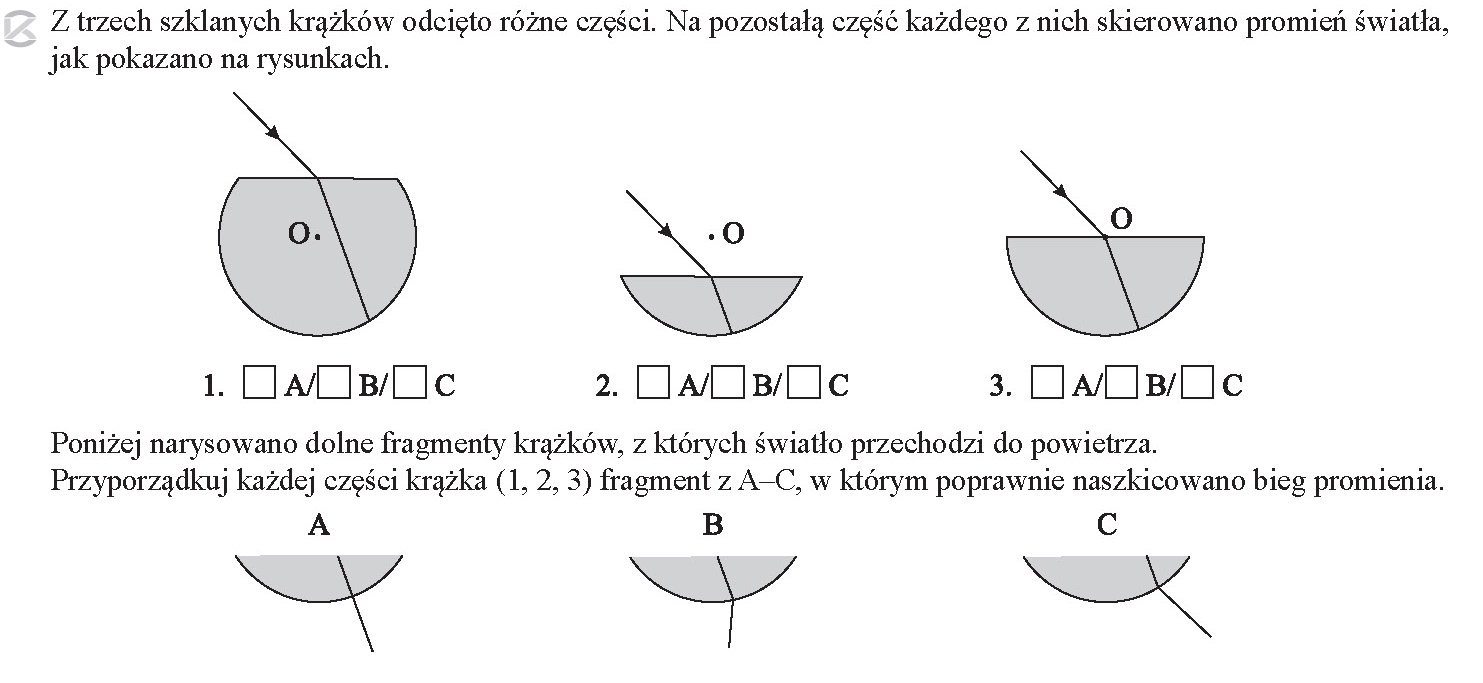 Z trzech szklanych krążków odcięto różne części. Na pozostałą część każdego z nich skierowano promień światła,
jak pokazano na rysunkach.
O
O
O
1. A/ B/ C
2. A/ B/ C
3. A/ B/ C
Poniżej narysowano dolne fragmenty krążków, z których światło przechodzi do powietrza.
Przyporządkuj każdej części krążka (1, 2, 3) fragment z A–C, w którym poprawnie naszkicowano bieg promienia.
A
B
C